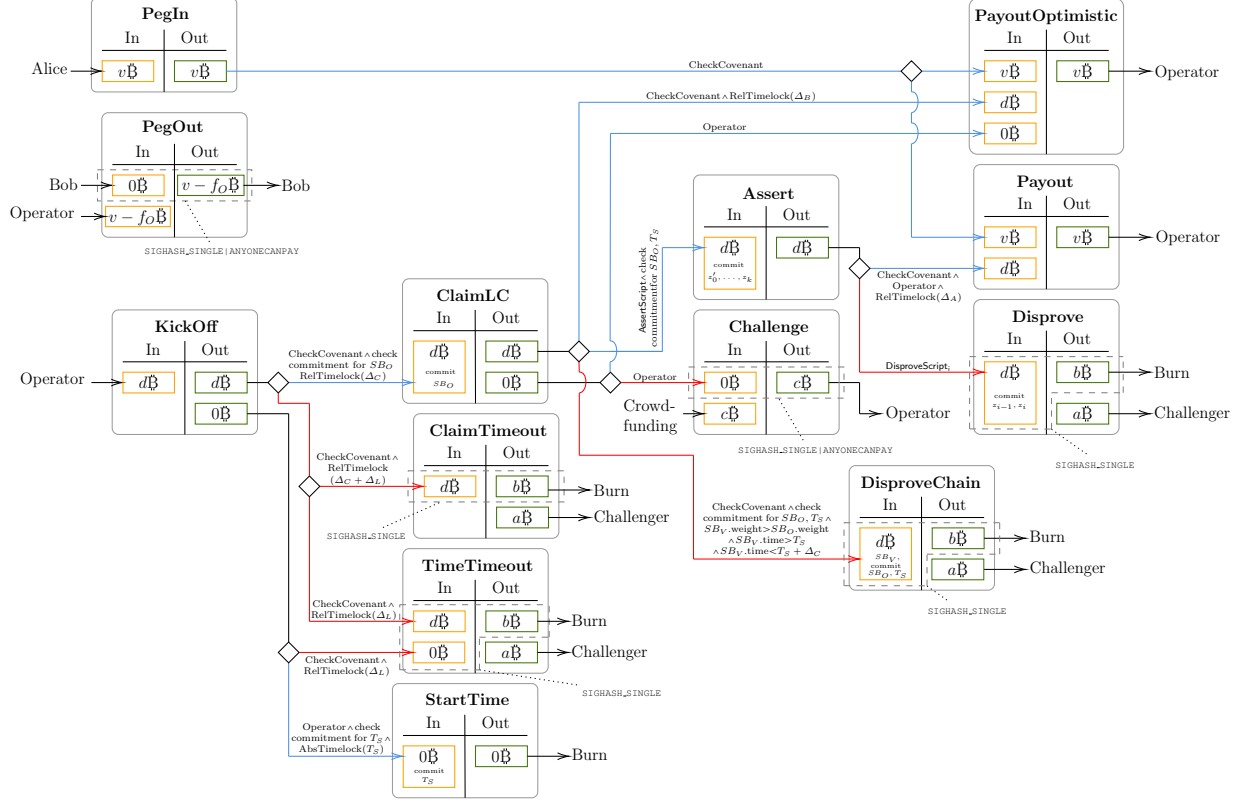 PegIn
In Out
Alice
v₿ v₿
CheckCovenant
PayoutOptimistic
In Out
v₿ v₿
Operator
CheckCovenant∧RelTimelock(Δ_B)
d₿
Operator
0₿
PegOut
In Out
Bob
0₿ v − f_O₿
Bob
Operator
v − f_O₿
SIGHASH_SINGLE|ANYONECANPAY
Assert
In Out
d₿ d₿
commit
z′_0, . . . , z_k
AssertScript∧check
commitment for SB_O, T_S
Payout
In Out
v₿ v₿
Operator
d₿
CheckCovenant∧
Operator∧
RelTimelock(Δ_A)
KickOff
In Out
Operator
d₿ d₿
0₿
CheckCovenant∧check
commitment for SB_O
RelTimelock(Δ_C)
ClaimLC
In Out
d₿ d₿
commit
SB_O
0₿
Operator
Challenge
In Out
0₿ c₿
Crowd-
funding
c₿
Operator
SIGHASH_SINGLE|ANYONECANPAY
DisproveScript_i
Disprove
In Out
d₿ b₿
commit
z_{i−1}, z_i
Burn
a₿
Challenger
SIGHASH_SINGLE
CheckCovenant∧
RelTimelock
(Δ_C + Δ_L)
ClaimTimeout
In Out
d₿ b₿
Burn
a₿
Challenger
SIGHASH_SINGLE
CheckCovenant∧check
commitment for SB_O, T_S∧
SB_V.weight>SB_O.weight
∧SB_V.time>T_S
∧SB_V.time<T_S + Δ_C
DisproveChain
In Out
d₿ b₿
SB_V,
commit
SB_O, T_S
Burn
a₿
Challenger
SIGHASH_SINGLE
CheckCovenant∧
RelTimelock(Δ_L)
TimeTimeout
In Out
d₿ b₿
Burn
0₿ a₿
Challenger
CheckCovenant∧
RelTimelock(Δ_L)
SIGHASH_SINGLE
Operator∧check
commitment for T_S∧
AbsTimelock(T_S)
StartTime
In Out
0₿ 0₿
commit
T_S
Burn